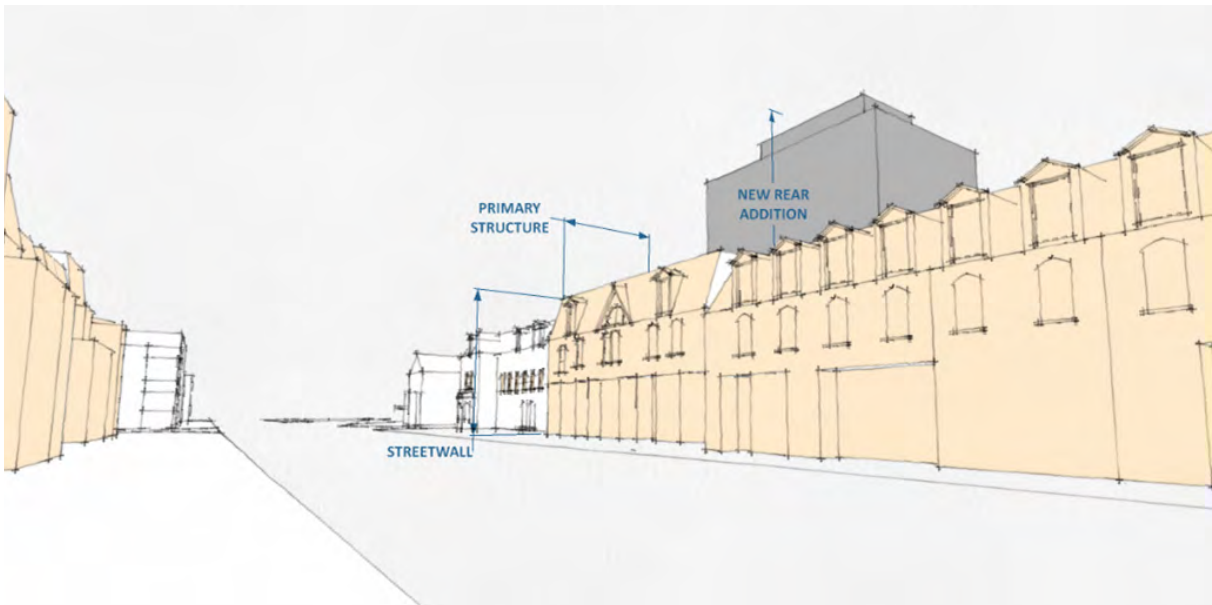 PRIMARY
STRUCTURE
NEW REAR
ADDITION
STREETWALL